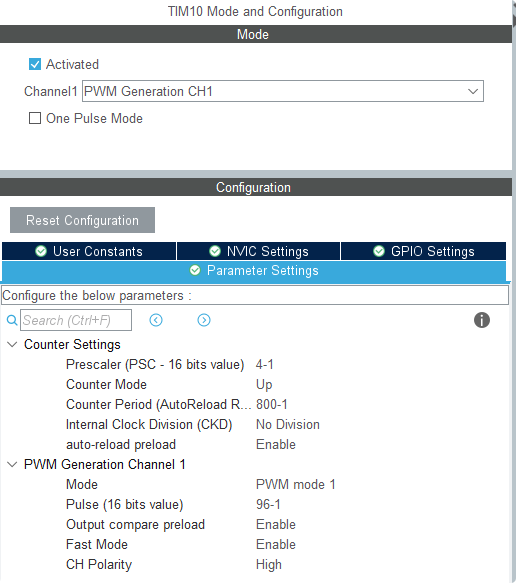 TIM10 Mode and Configuration
Mode
Activated
Channel1 PWM Generation CH1
One Pulse Mode
Configuration
Reset Configuration
User Constants NVIC Settings GPIO Settings
Parameter Settings
Configure the below parameters :
Search (Ctrl+F)
Counter Settings
Prescaler (PSC - 16 bits value) 4-1
Counter Mode Up
Counter Period (AutoReload R... 800-1
Internal Clock Division (CKD) No Division
auto-reload preload Enable
PWM Generation Channel 1
Mode PWM mode 1
Pulse (16 bits value) 96-1
Output compare preload Enable
Fast Mode Enable
CH Polarity High